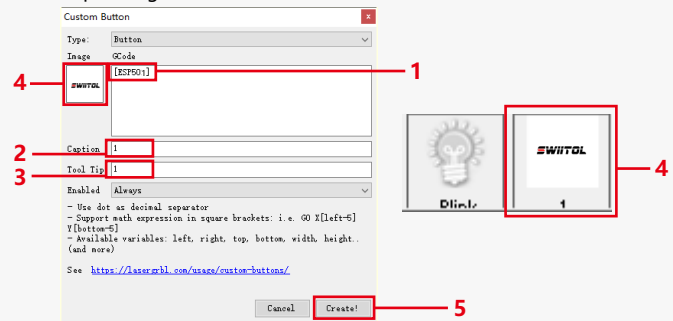 Custom Button
x
Type: Button
Image GCode
[ESP501]
1
4
SWIITOL
2
Caption 1
3
Tool Tip 1
Enabled Always
- Use dot as decimal separator
- Support math expression in square brackets: i.e. G0 X[left-5]
Y[bottom-5]
- Available variables: left, right, top, bottom, width, height..
(and more)
See https://lasergrbl.com/usage/custom-buttons/
Cancel Create!
5
SWIITOL
4
Blink
1